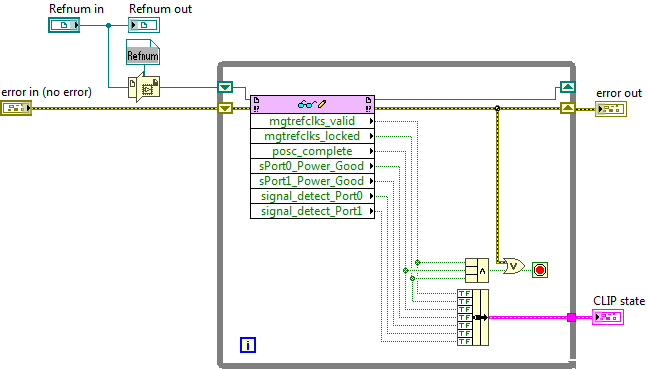 Refnum in
Refnum out
Refnum
error in (no error)
error out
mgtrefclks_valid
mgtrefclks_locked
posc_complete
sPort0_Power_Good
sPort1_Power_Good
signal_detect_Port0
signal_detect_Port1
∧
V
TF
TF
TF
TF
TF
TF
TF
CLIP state
i